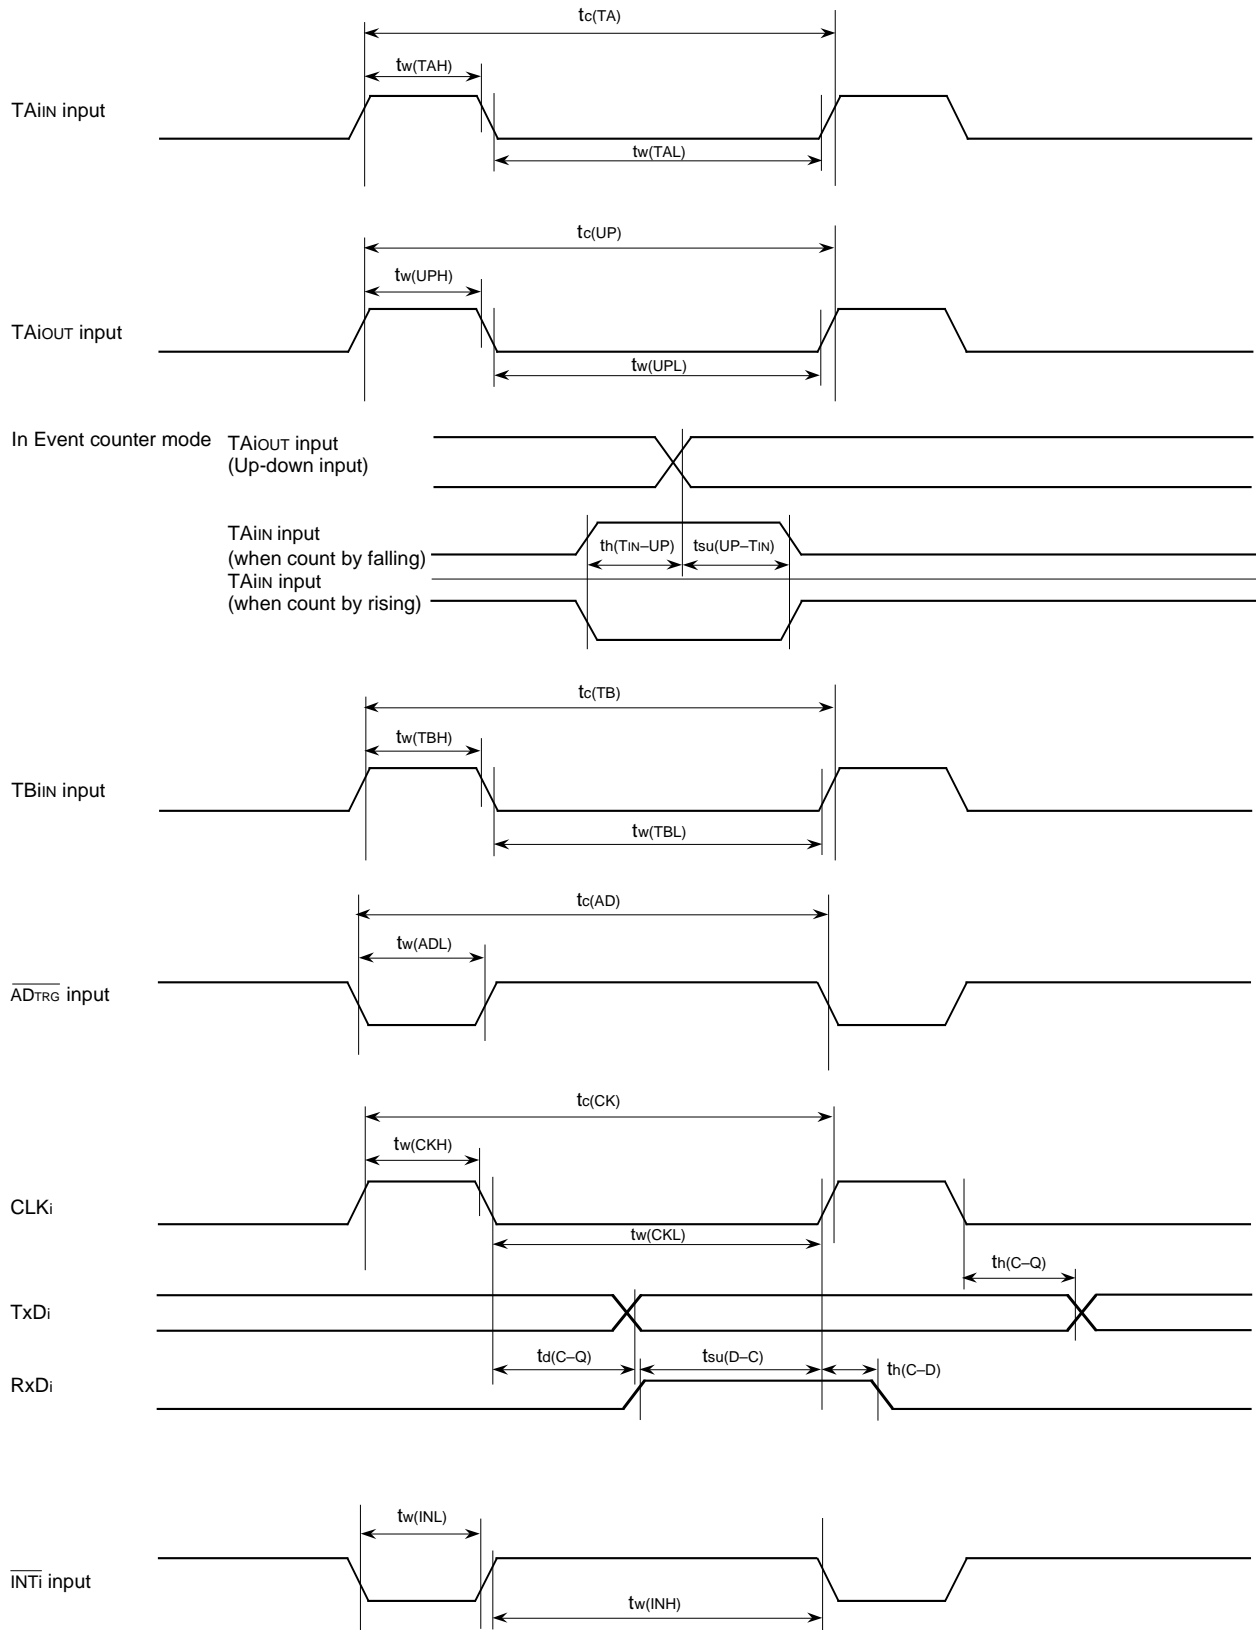 tc(TA)
tw(TAH)
TAiIN input
tw(TAL)
tc(UP)
tw(UPH)
TAiOUT input
tw(UPL)
In Event counter mode
TAiOUT input
(Up-down input)
TAiIN input
(when count by falling)
th(TIN–UP)
tsu(UP–TIN)
TAiIN input
(when count by rising)
tc(TB)
tw(TBH)
TBiIN input
tw(TBL)
tc(AD)
tw(ADL)
ADTRG input
tc(CK)
tw(CKH)
CLKi
tw(CKL)
th(C–Q)
TxDi
td(C–Q)
tsu(D–C)
th(C–D)
RxDi
tw(INL)
INTi input
tw(INH)